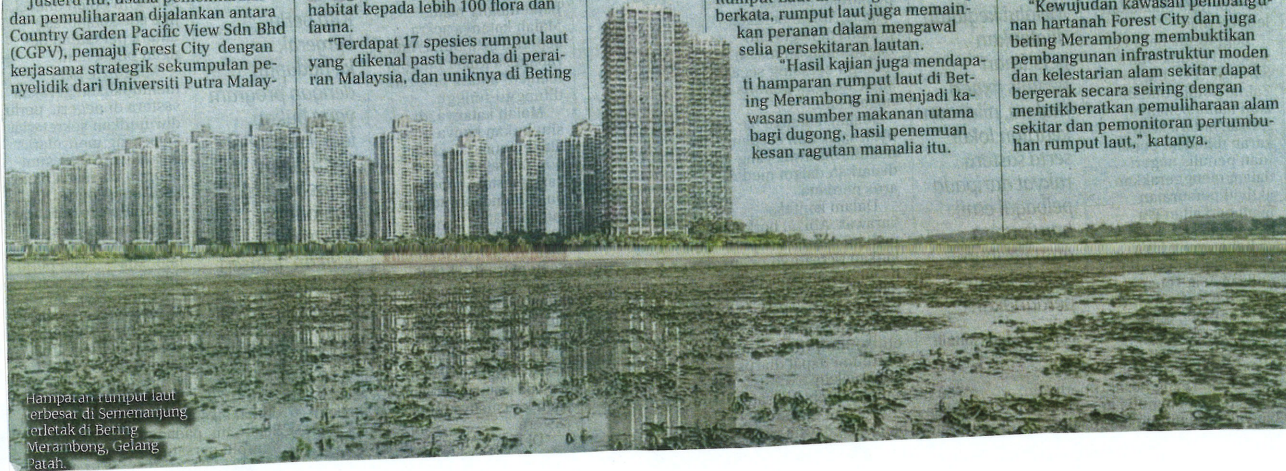 Justeru itu, usaha
dan pemuliharaan dijalankan antara
Country Garden Pacific View Sdn Bhd
(CGPV), pemaju Forest City dengan
kerjasama strategik sekumpulan pe-
nyelidik dari Universiti Putra Malay-
habitat kepada lebih 100 flora dan
fauna.
"Terdapat 17 spesies rumput laut
yang dikenal pasti berada di perai-
ran Malaysia, dan uniknya di Beting
berkata, rumput laut juga memain-
kan peranan dalam mengawal
selia persekitaran lautan.
"Hasil kajian juga mendapa-
ti hamparan rumput laut di Bet-
ing Merambong ini menjadi ka-
wasan sumber makanan utama
bagi dugong, hasil penemuan
kesan ragutan mamalia itu.
"Kewujudan kawasan pembangu-
nan hartanah Forest City dan juga
beting Merambong membuktikan
pembangunan infrastruktur moden
dan kelestarian alam sekitar dapat
bergerak secara seiring dengan
menitikberatkan pemuliharaan alam
sekitar dan pemonitoran pertumbu-
han rumput laut," katanya.
Hamparan rumput laut
terbesar di Semenanjung
terletak di Beting
Merambong, Gelang
Patah.